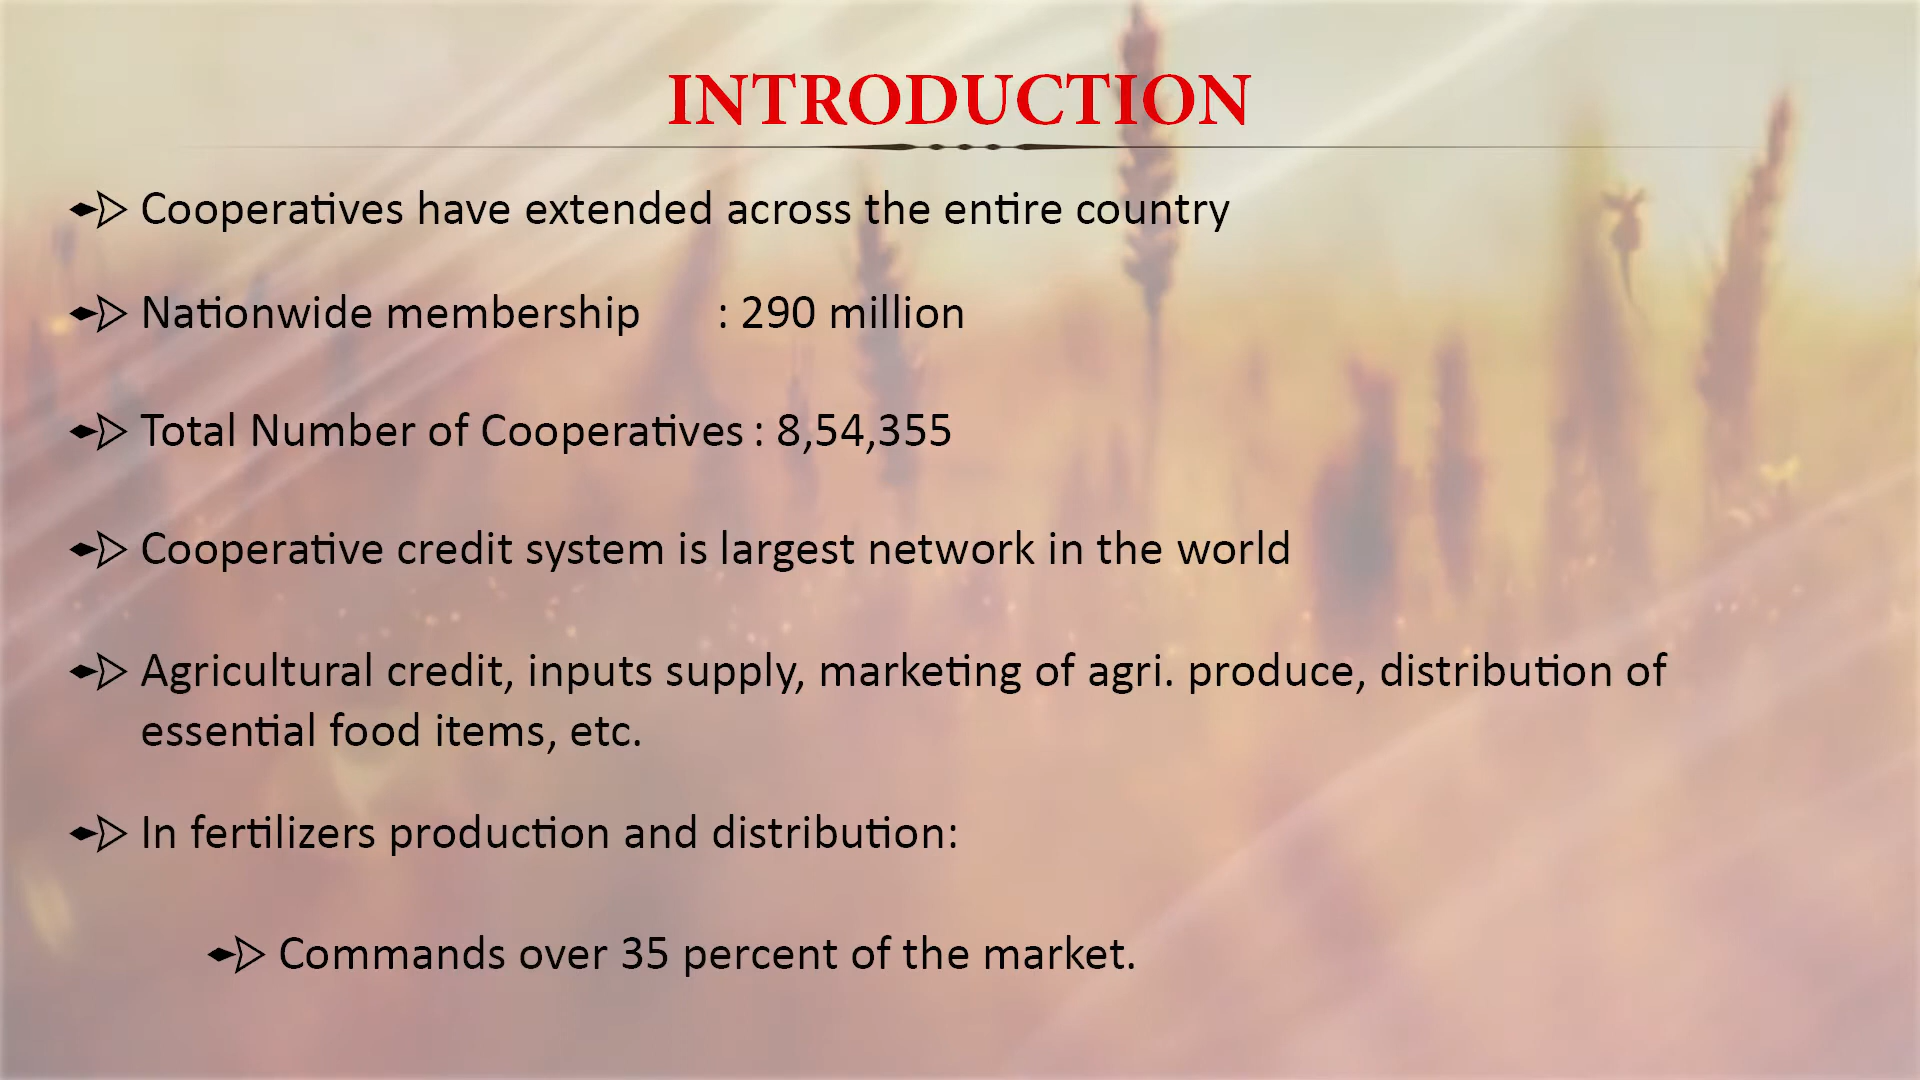 INTRODUCTION
Cooperatives have extended across the entire country
Nationwide membership : 290 million
Total Number of Cooperatives : 8,54,355
Cooperative credit system is largest network in the world
Agricultural credit, inputs supply, marketing of agri. produce, distribution of
essential food items, etc.
In fertilizers production and distribution:
Commands over 35 percent of the market.